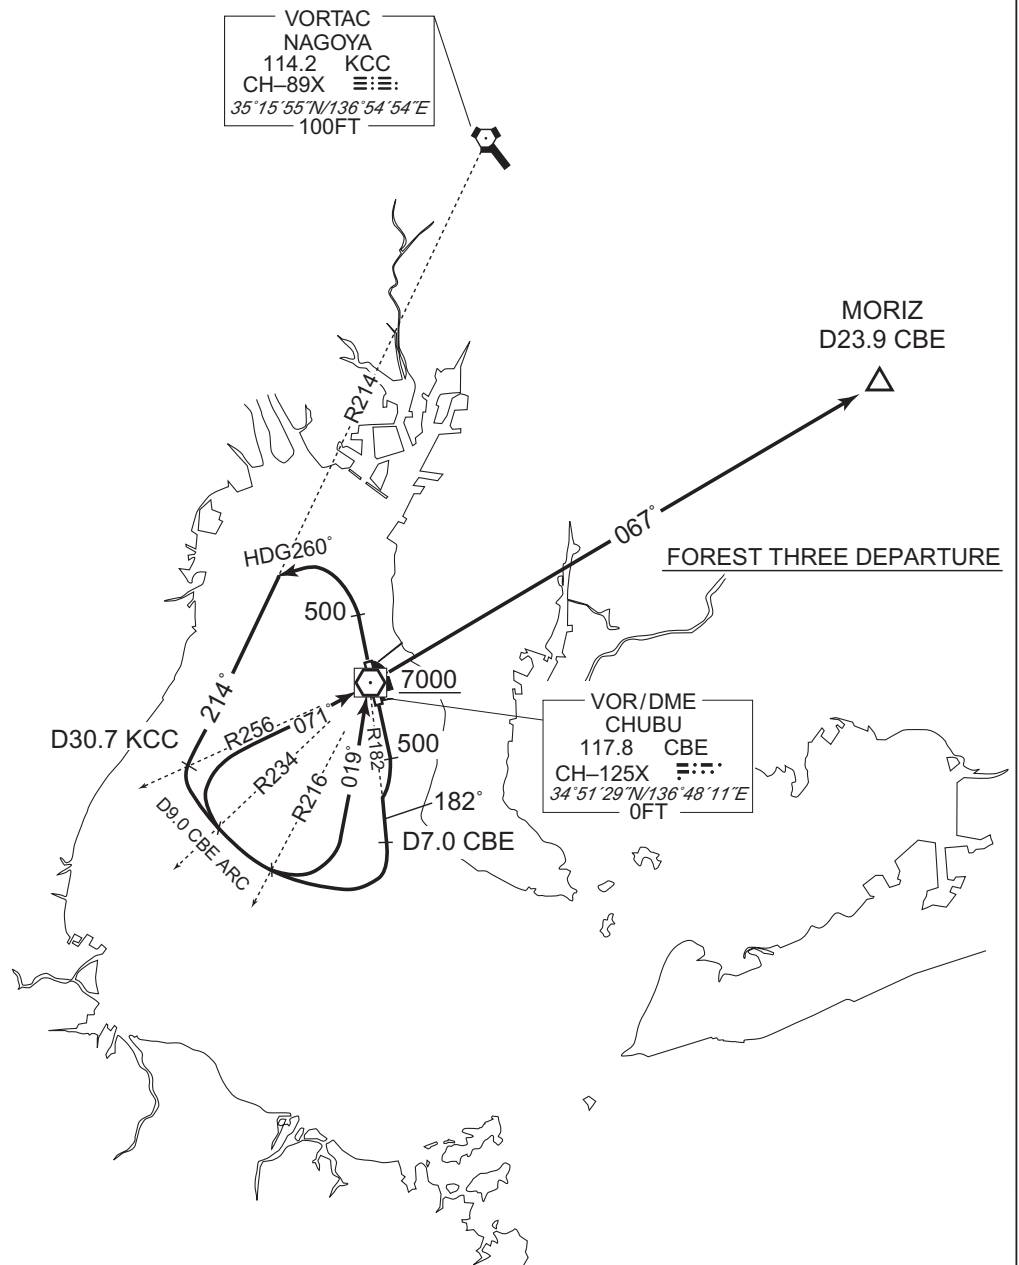 VORTAC
NAGOYA
114.2 KCC
CH–89X
35°15´55˝N/136°54´54˝E
100FT
MORIZ
D23.9 CBE
R214
067°
HDG260°
FOREST THREE DEPARTURE
500
7000
214°
VOR/DME
CHUBU
117.8 CBE
CH–125X
34°51´29˝N/136°48´11˝E
0FT
D30.7 KCC
R256
071°
R182
500
R234
019°
R216
182°
D9.0 CBE ARC
D7.0 CBE